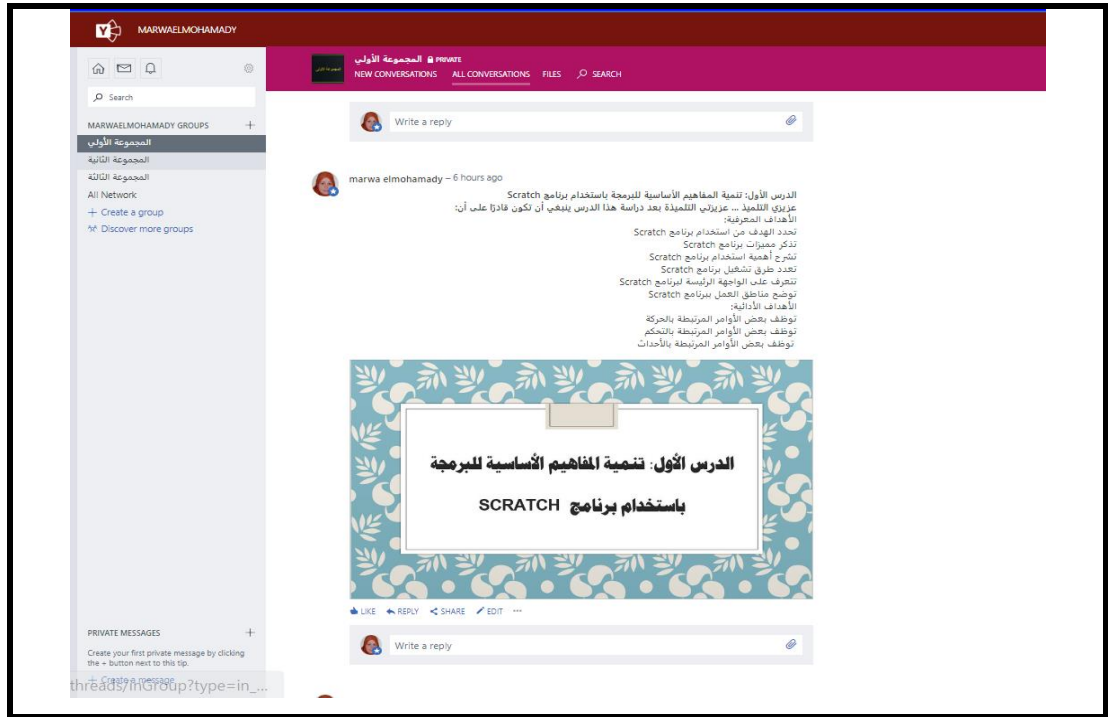 MARWAELMOHAMADY
المجموعة الأولي PRIVATE
NEW CONVERSATIONS ALL CONVERSATIONS FILES SEARCH
Search
MARWAELMOHAMADY GROUPS +
المجموعة الأولي
المجموعة الثانية
المجموعة الثالثة
All Network
+ Create a group
Discover more groups
Write a reply
marwa elmohamady – 6 hours ago
الدرس الأول: تنمية المفاهيم الأساسية للبرمجة باستخدام برنامج Scratch
عزيزي التلميذ ... عزيزتي التلميذة بعد دراسة هذا الدرس ينبغي أن تكون قادرًا على أن:
الأهداف المعرفية:
تحدد الهدف من استخدام برنامج Scratch
تذكر مميزات برنامج Scratch
تشرح أهمية استخدام برنامج Scratch
تعدد طرق تشغيل برنامج Scratch
تتعرف على الواجهة الرئيسة لبرنامج Scratch
توضح مناطق العمل ببرنامج Scratch
الأهداف الأدائية:
توظف بعض الأوامر المرتبطة بالحركة
توظف بعض الأوامر المرتبطة بالتحكم
توظف بعض الأوامر المرتبطة بالأحداث
الدرس الأول: تنمية المفاهيم الأساسية للبرمجة
باستخدام برنامج SCRATCH
LIKE REPLY SHARE EDIT ...
Write a reply
PRIVATE MESSAGES +
Create your first private message by clicking
the + button next to this tip.
+ Create a message
threads/InGroup?type=in_...